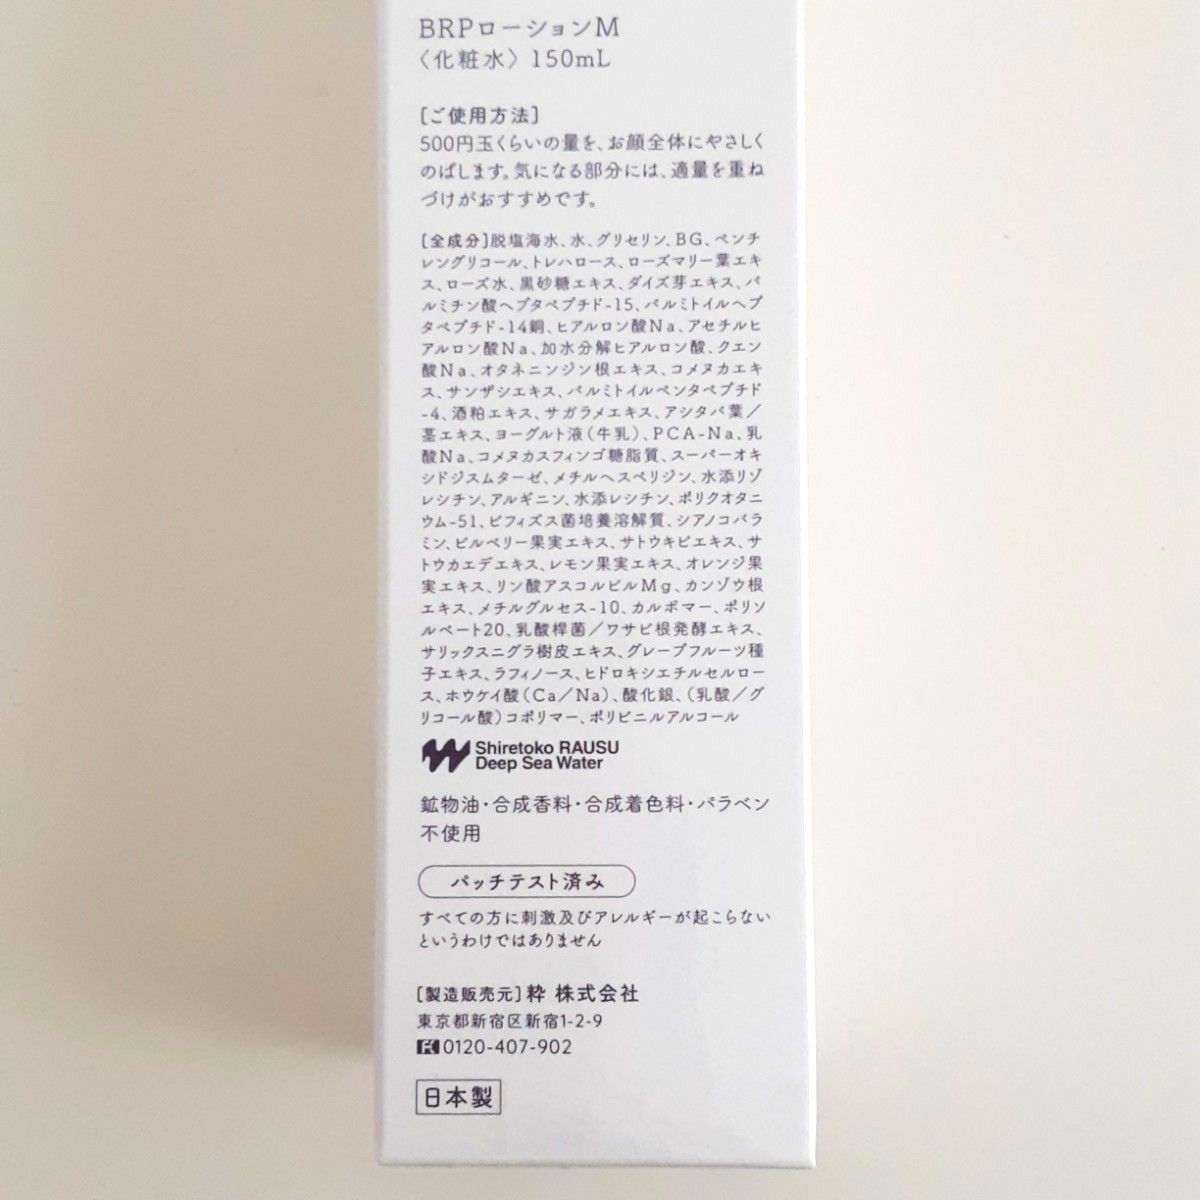 BRPローションM
〈化粧水〉150mL
［ご使用方法］
500円玉くらいの量を、お顔全体にやさしく
のばします。気になる部分には、適量を重ね
づけがおすすめです。
［全成分］脱塩海水、水、グリセリン、BG、ペンチ
レングリコール、トレハロース、ローズマリー葉エキ
ス、ローズ水、黒砂糖エキス、ダイズ芽エキス、パ
ルミチン酸ヘプタペプチド-15、パルミトイルヘプ
タペプチド-14銅、ヒアルロン酸Na、アセチルヒ
アルロン酸Na、加水分解ヒアルロン酸、クエン
酸Na、オタネニンジン根エキス、コメヌカエキ
ス、サンザシエキス、パルミトイルペンタペプチド
-4、酒粕エキス、サガラメエキス、アシタバ葉／
茎エキス、ヨーグルト液（牛乳）、PCA-Na、乳
酸Na、コメヌカスフィンゴ糖脂質、スーパーオキ
シドジスムターゼ、メチルヘスペリジン、水添リゾ
レシチン、アルギニン、水添レシチン、ポリクオタニ
ウム-51、ビフィズス菌培養溶解質、シアノコバラ
ミン、ビルベリー果実エキス、サトウキビエキス、サ
トウカエデエキス、レモン果実エキス、オレンジ果
実エキス、リン酸アスコルビルMg、カンゾウ根
エキス、メチルグルセス-10、カルボマー、ポリソ
ルベート20、乳酸桿菌／ワサビ根発酵エキス、
サリックスニグラ樹皮エキス、グレープフルーツ種
子エキス、ラフィノース、ヒドロキシエチルセルロー
ス、ホウケイ酸（Ca／Na）、酸化銀、（乳酸／グ
リコール酸）コポリマー、ポリビニルアルコール
Shiretoko RAUSU
Deep Sea Water
鉱物油・合成香料・合成着色料・パラベン
不使用
パッチテスト済み
すべての方に刺激及びアレルギーが起こらない
というわけではありません
［製造販売元］粋 株式会社
東京都新宿区新宿1-2-9
0120-407-902
日本製